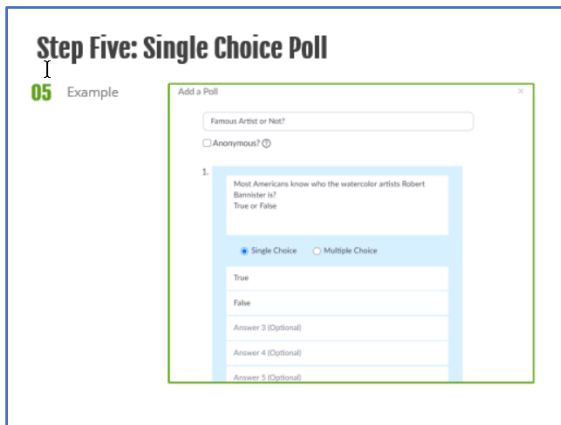 Step Five: Single Choice Poll
05 Example
Add a Poll
Famous Artist or Not?
Anonymous?
1.
Most Americans know who the watercolor artists Robert
Bannister is?
True or False
Single Choice Multiple Choice
True
False
Answer 3 (Optional)
Answer 4 (Optional)
Answer 5 (Optional)